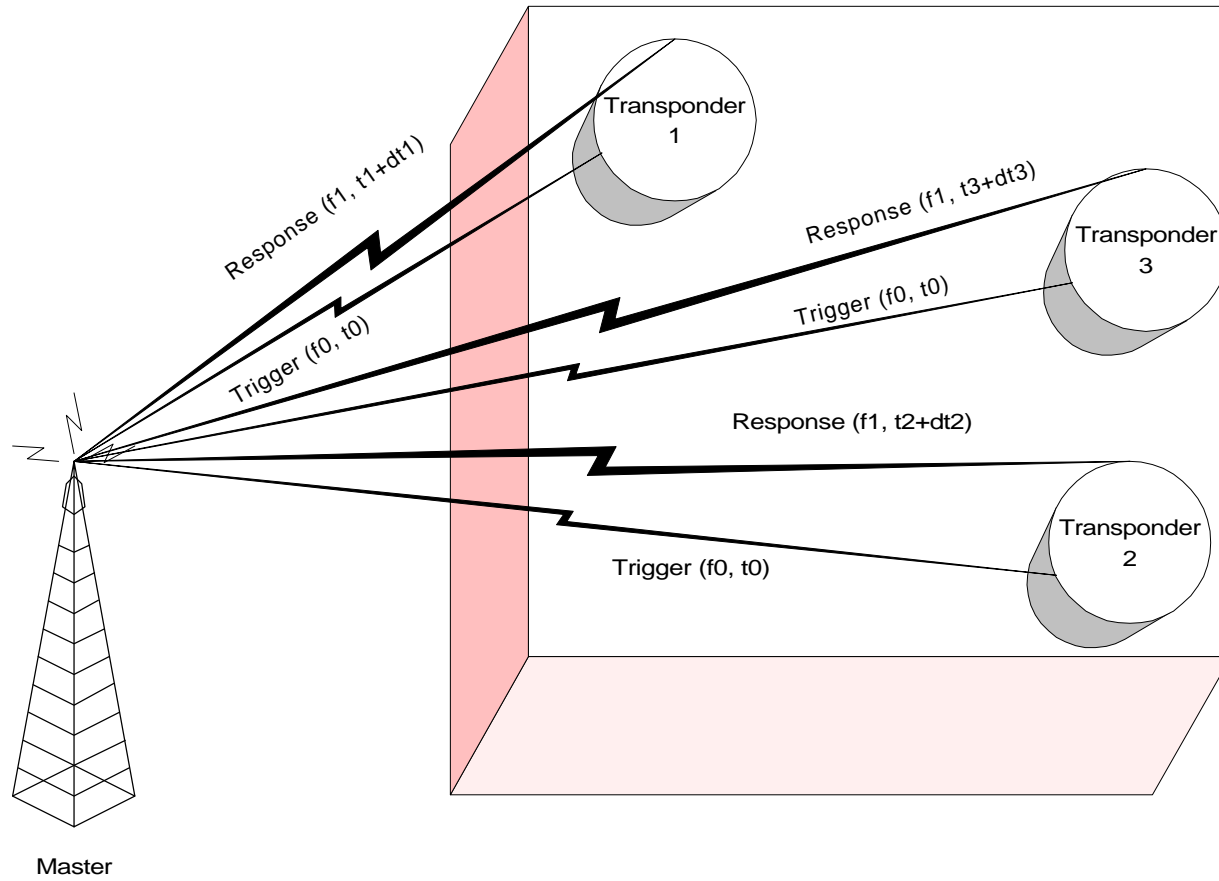 Transponder
1
Response (f1, t1+dt1)
Response (f1, t3+dt3)
Transponder
3
Trigger (f0, t0)
Trigger (f0, t0)
Response (f1, t2+dt2)
Transponder
2
Trigger (f0, t0)
Master